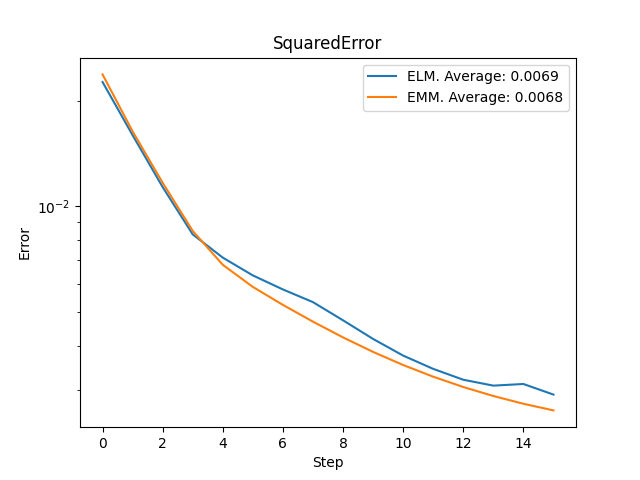 SquaredError
ELM. Average: 0.0069
EMM. Average: 0.0068
10⁻²
Error
0 2 4 6 8 10 12 14
Step